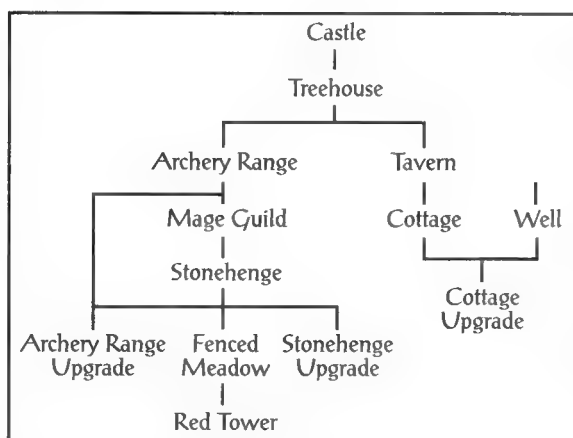 Castle
Treehouse
Archery Range Tavern
Mage Guild Cottage Well
Stonehenge
Cottage
Upgrade
Archery Range Fenced Stonehenge
Upgrade Meadow Upgrade
Red Tower